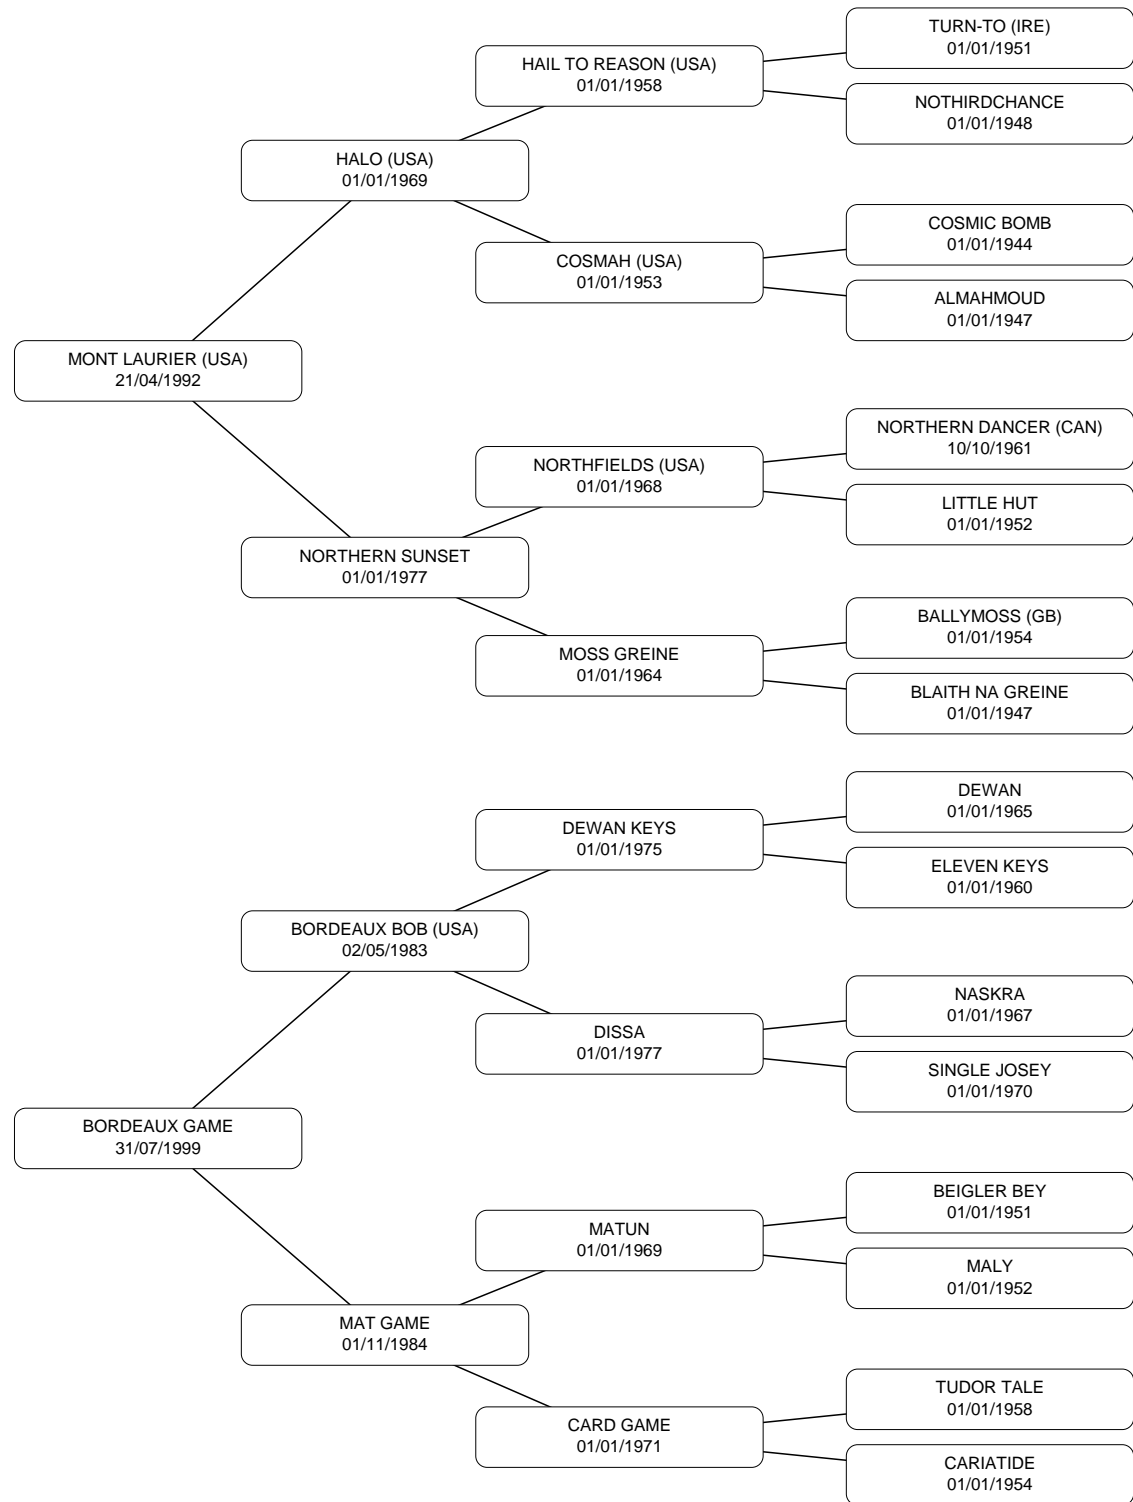 TURN-TO (IRE)
01/01/1951
HAIL TO REASON (USA)
01/01/1958
NOTHIRDCHANCE
01/01/1948
HALO (USA)
01/01/1969
COSMIC BOMB
01/01/1944
COSMAH (USA)
01/01/1953
ALMAHMOUD
01/01/1947
MONT LAURIER (USA)
21/04/1992
NORTHERN DANCER (CAN)
10/10/1961
NORTHFIELDS (USA)
01/01/1968
LITTLE HUT
01/01/1952
NORTHERN SUNSET
01/01/1977
BALLYMOSS (GB)
01/01/1954
MOSS GREINE
01/01/1964
BLAITH NA GREINE
01/01/1947
DEWAN
01/01/1965
DEWAN KEYS
01/01/1975
ELEVEN KEYS
01/01/1960
BORDEAUX BOB (USA)
02/05/1983
NASKRA
01/01/1967
DISSA
01/01/1977
SINGLE JOSEY
01/01/1970
BORDEAUX GAME
31/07/1999
BEIGLER BEY
01/01/1951
MATUN
01/01/1969
MALY
01/01/1952
MAT GAME
01/11/1984
TUDOR TALE
01/01/1958
CARD GAME
01/01/1971
CARIATIDE
01/01/1954